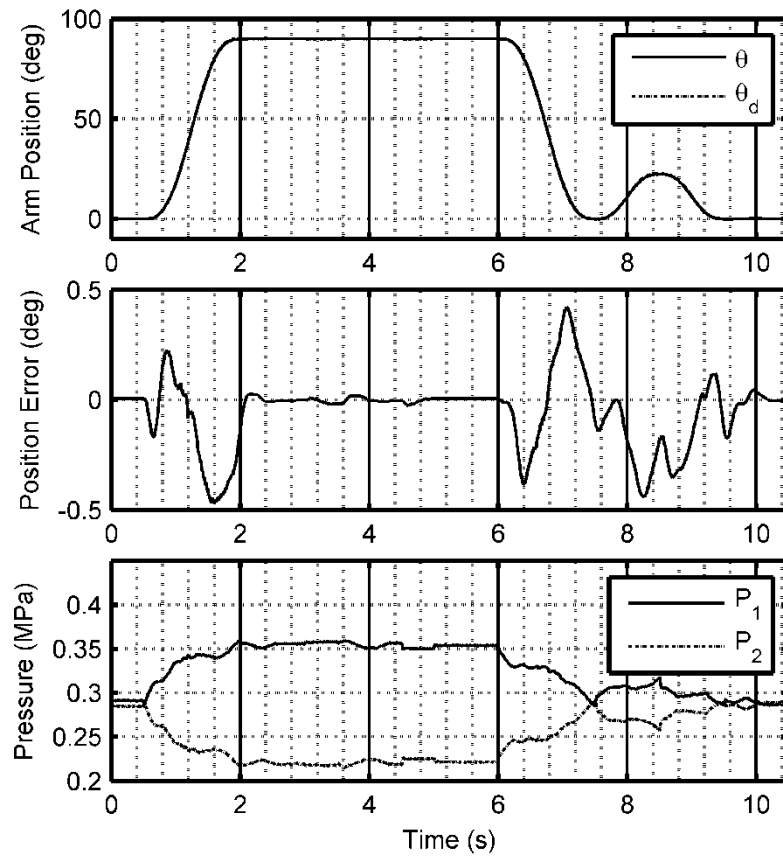 100
50
0
Arm Position (deg)
θ
θd
0 2 4 6 8 10
0.5
0
-0.5
Position Error (deg)
0 2 4 6 8 10
0.4
0.35
0.3
0.25
0.2
Pressure (MPa)
P1
P2
0 2 4 6 8 10
Time (s)